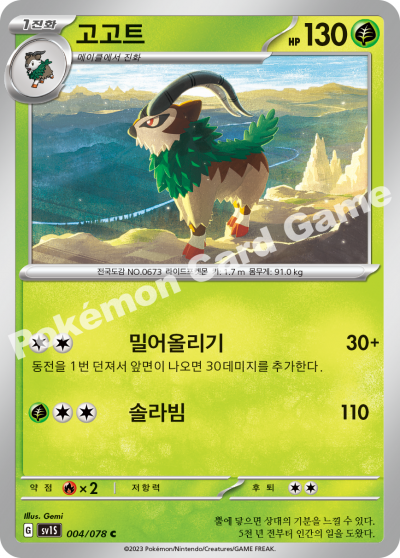 1진화
고고트
HP 130
메이클에서 진화
전국도감 NO.0673 라이드포켓몬 키: 1.7 m 몸무게: 91.0 kg
Pokémon Card Game
밀어올리기 30+
동전을 1번 던져서 앞면이 나오면 30데미지를 추가한다.
솔라빔 110
약점 ×2 저항력 후퇴
Illus. Gemi
G sv1S 004/078 C
뿔에 닿으면 상대의 기분을 느낄 수 있다.
5천 년 전부터 인간의 일을 도왔다.
©2023 Pokémon/Nintendo/Creatures/GAME FREAK.